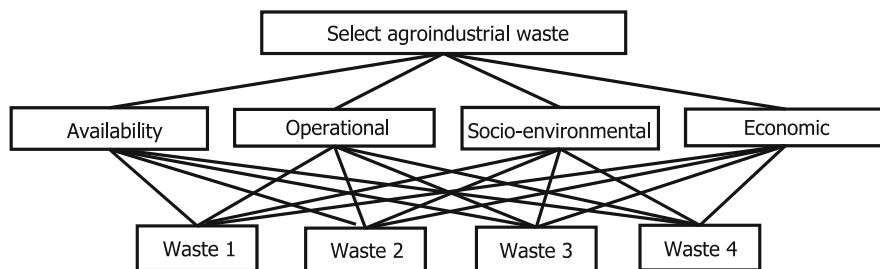 Select agroindustrial waste
Availability
Operational
Socio-environmental
Economic
Waste 1
Waste 2
Waste 3
Waste 4